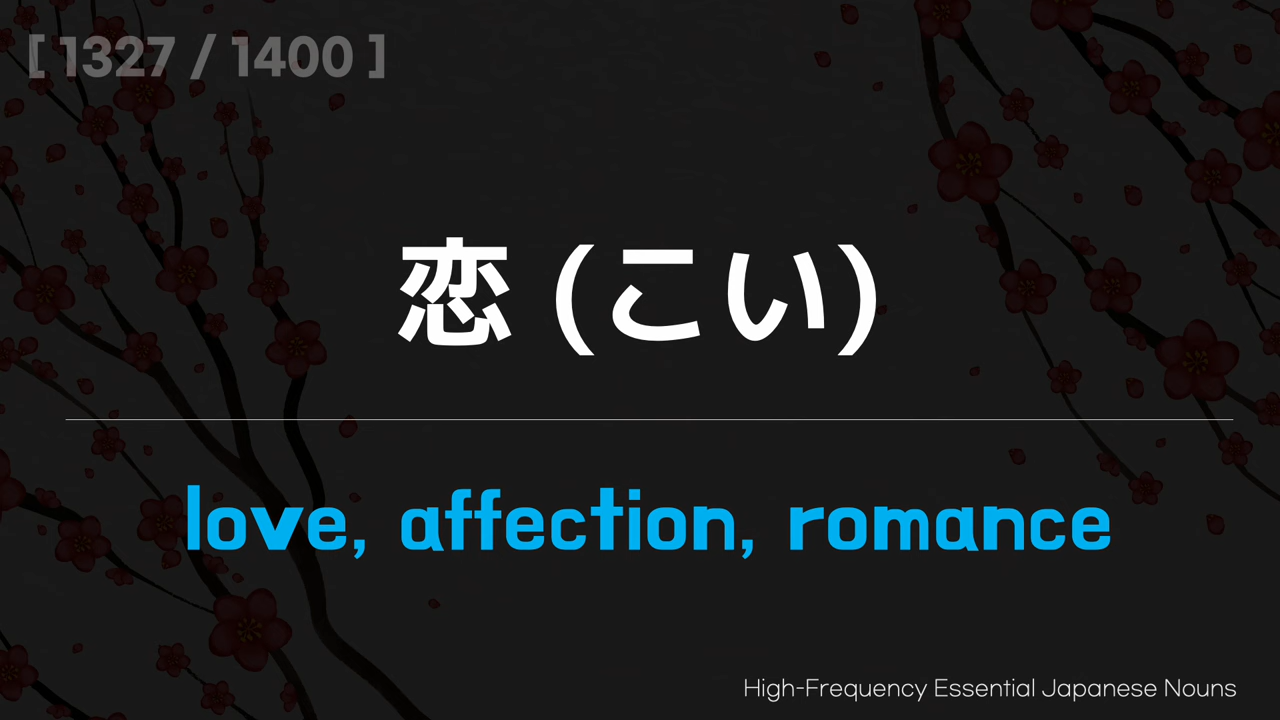 [ 1327 / 1400 ]
恋 (こい)
love, affection, romance
High-Frequency Essential Japanese Nouns